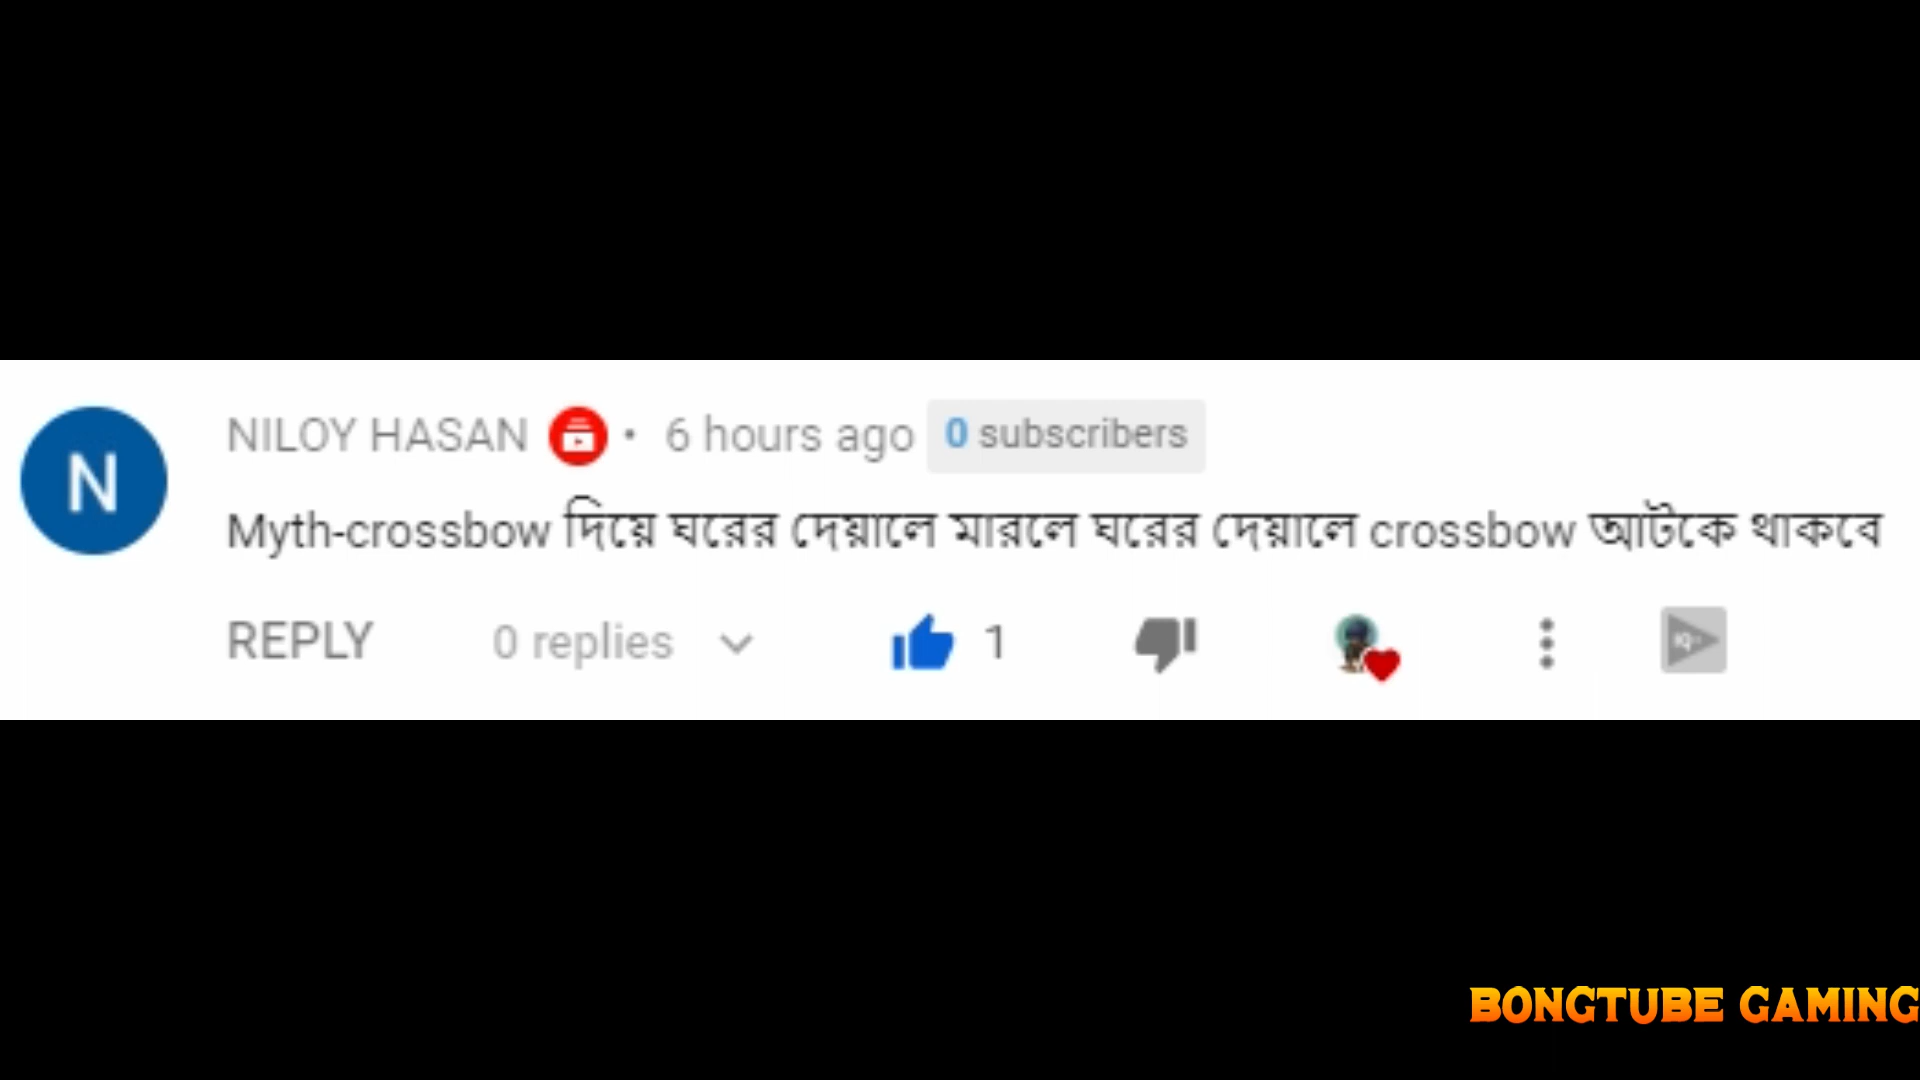 N
NILOY HASAN • 6 hours ago 0 subscribers
Myth-crossbow দিয়ে ঘরের দেয়ালে মারলে ঘরের দেয়ালে crossbow আটকে থাকবে
REPLY 0 replies 1
BONGTUBE GAMING